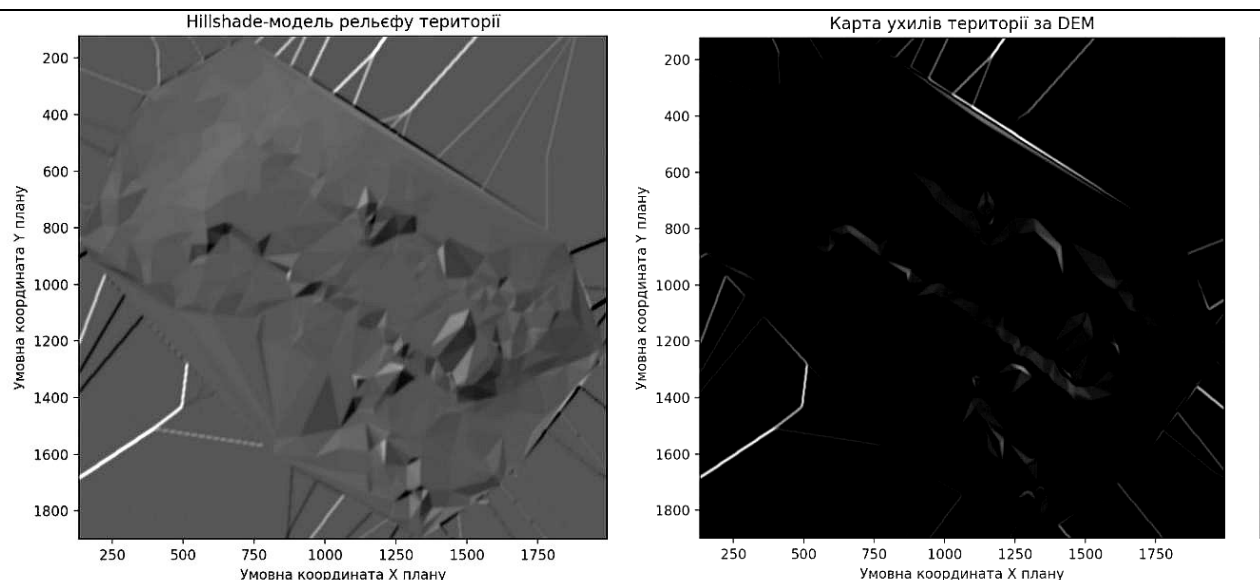 Hillshade-модель рельєфу території
200
400
600
800
1000
1200
1400
1600
1800
Умовна координата Y плану
250 500 750 1000 1250 1500 1750
Умовна координата X плану
Карта ухилів території за DEM
200
400
600
800
1000
1200
1400
1600
1800
Умовна координата Y плану
250 500 750 1000 1250 1500 1750
Умовна координата X плану